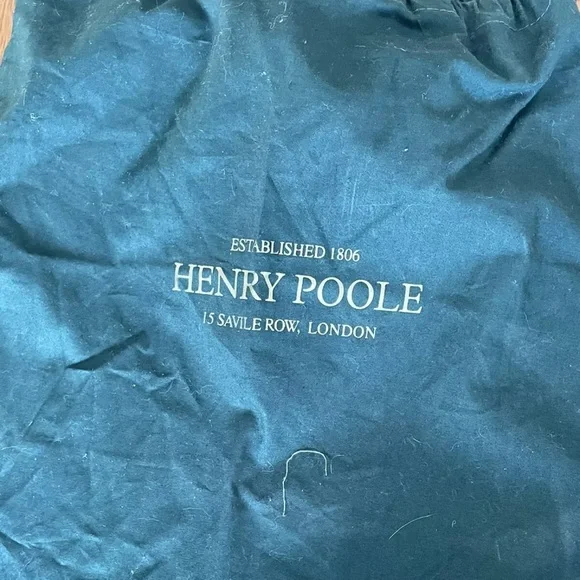 ESTABLISHED 1806
HENRY POOLE
15 SAVILE ROW, LONDON